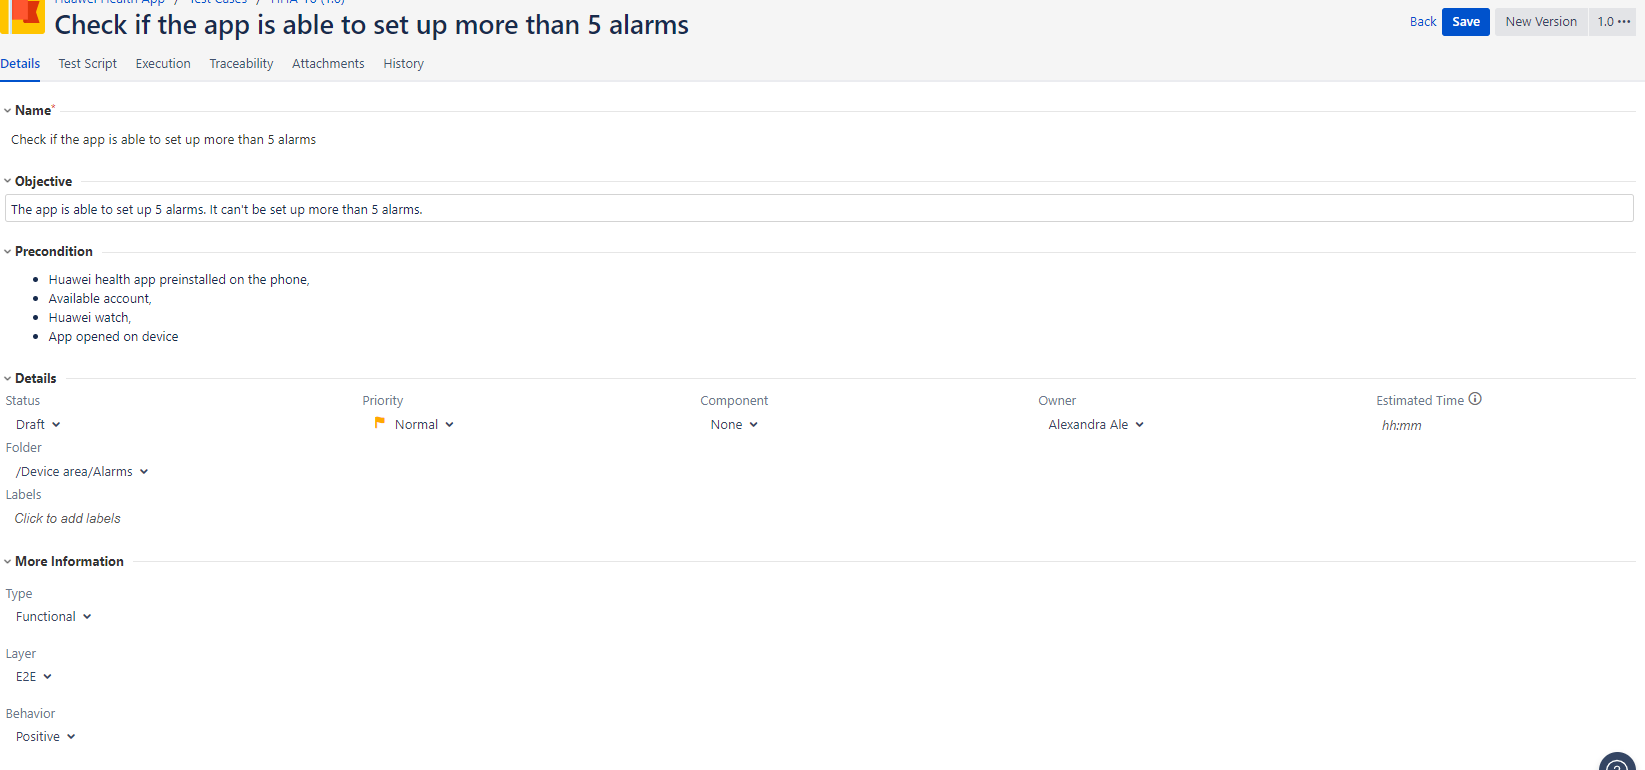 Huawei Health App / Test Cases / HHA-10 (1.0)
Check if the app is able to set up more than 5 alarms
Back Save New Version 1.0
Details Test Script Execution Traceability Attachments History
Name*
Check if the app is able to set up more than 5 alarms
Objective
The app is able to set up 5 alarms. It can't be set up more than 5 alarms.
Precondition
Huawei health app preinstalled on the phone,
Available account,
Huawei watch,
App opened on device
Details
Status Priority Component Owner Estimated Time
Draft Normal None Alexandra Ale hh:mm
Folder
/Device area/Alarms
Labels
Click to add labels
More Information
Type
Functional
Layer
E2E
Behavior
Positive